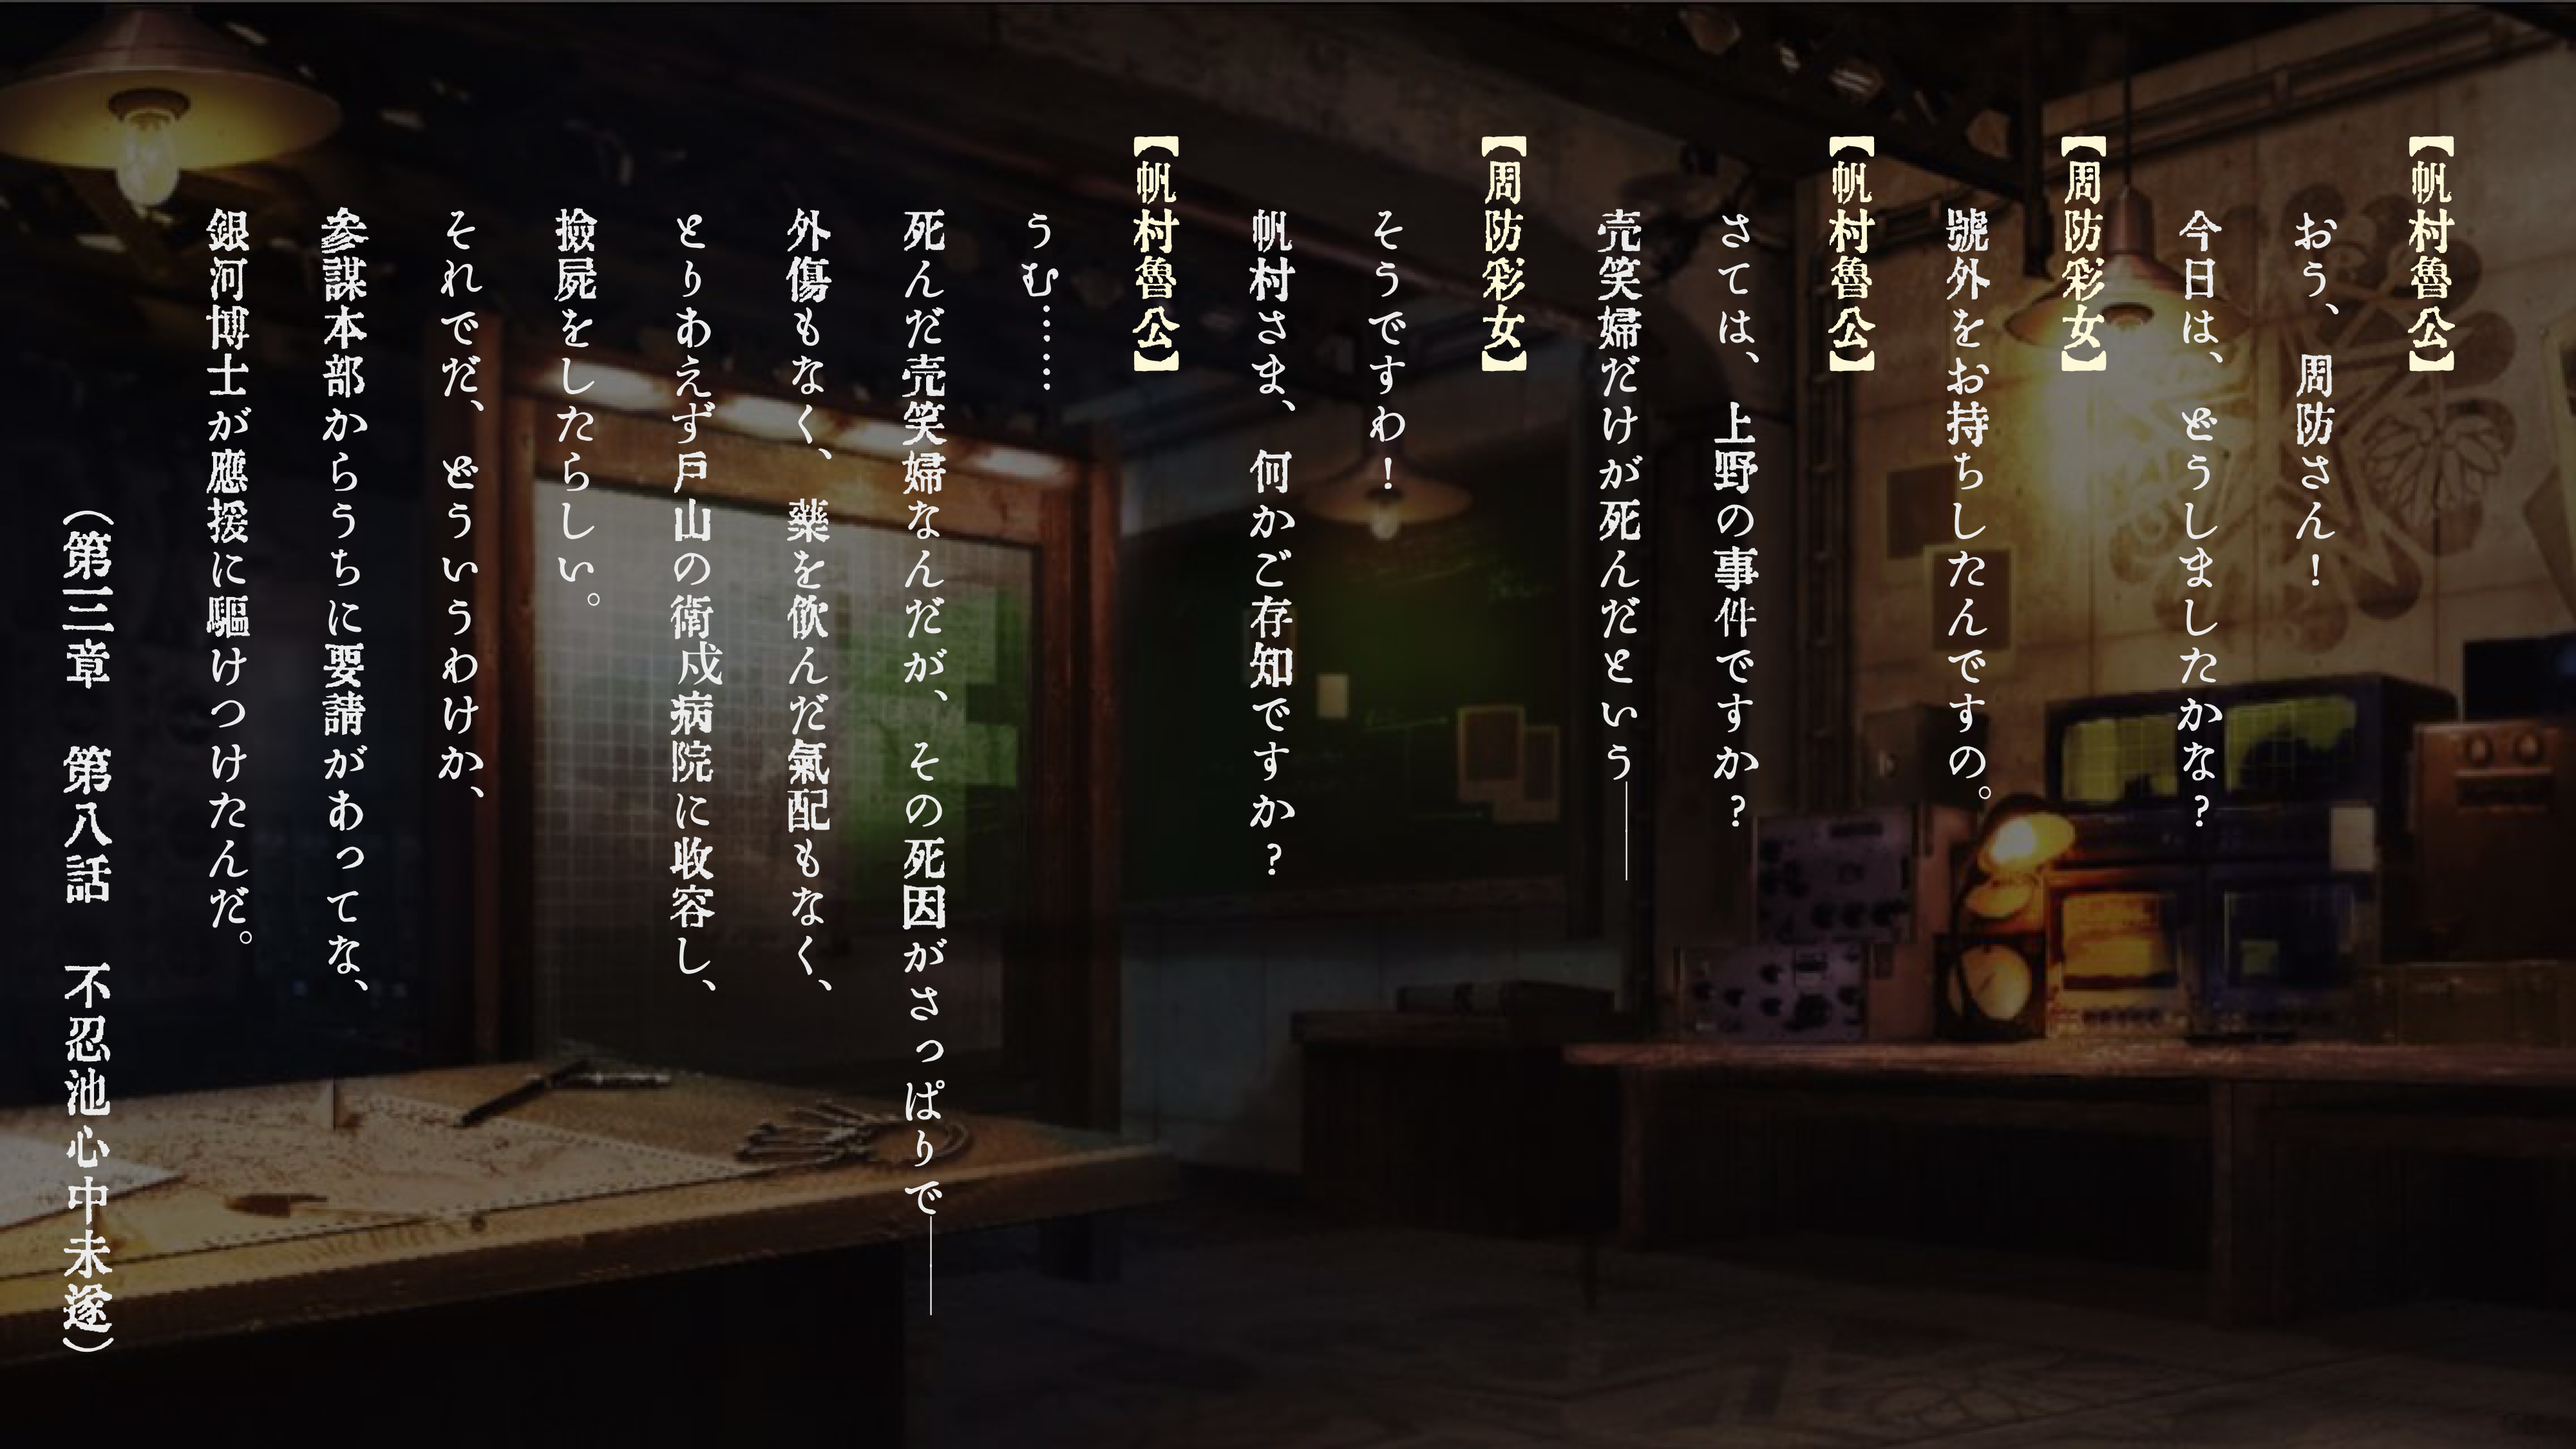 【帆村魯公】
おう、周防さん！
今日は、どうしましたかな？
【周防彩女】
號外をお持ちしたんですの。
【帆村魯公】
さては、上野の事件ですか？
売笑婦だけが死んだという――
【周防彩女】
そうですわ！
帆村さま、何かご存知ですか？
【帆村魯公】
うむ……
死んだ売笑婦なんだが、その死因がさっぱりで――
外傷もなく、藥を飲んだ氣配もなく、
とりあえず戸山の衛戍病院に收容し、
撿屍をしたらしい。
それでだ、どういうわけか、
参謀本部からうちに要請があってな、
銀河博士が應援に驅けつけたんだ。
（第三章　第八話　不忍池心中未遂）